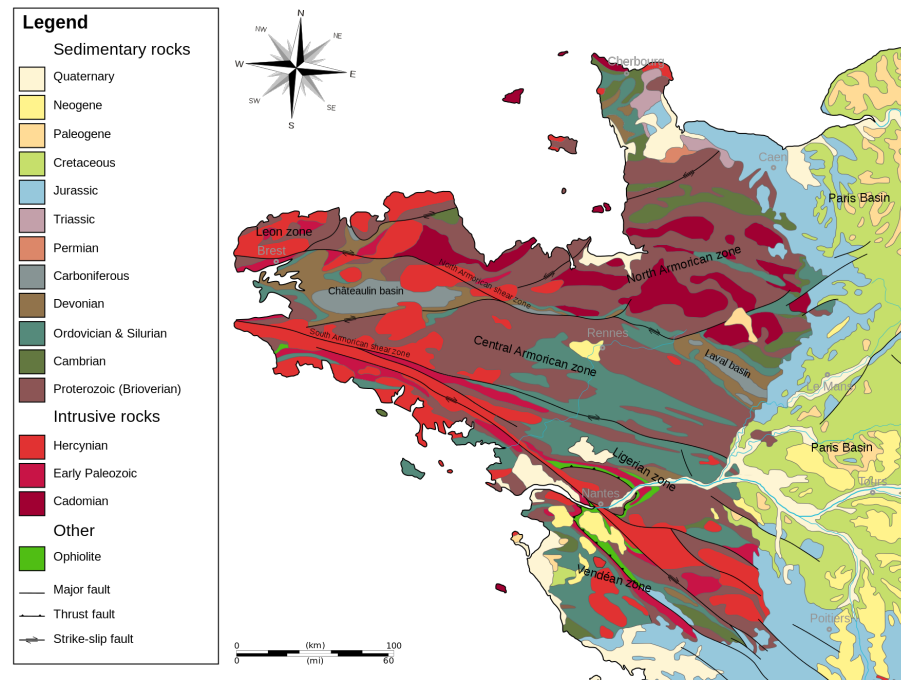 Legend
Sedimentary rocks
Quaternary
Neogene
Paleogene
Cretaceous
Jurassic
Triassic
Permian
Carboniferous
Devonian
Ordovician & Silurian
Cambrian
Proterozoic (Brioverian)
Intrusive rocks
Hercynian
Early Paleozoic
Cadomian
Other
Ophiolite
Major fault
Thrust fault
Strike-slip fault
N
NW
NE
W
E
SW
SE
S
Cherbourg
Caen
Paris Basin
Leon zone
Brest
North Armorican zone
North Armorican shear zone
Châteaulin basin
South Armorican shear zone
Rennes
Central Armorican zone
Laval basin
Le Mans
Paris Basin
Ligerian zone
Tours
Nantes
Vendéan zone
Poitiers
0 (km) 100
0 (mi) 60